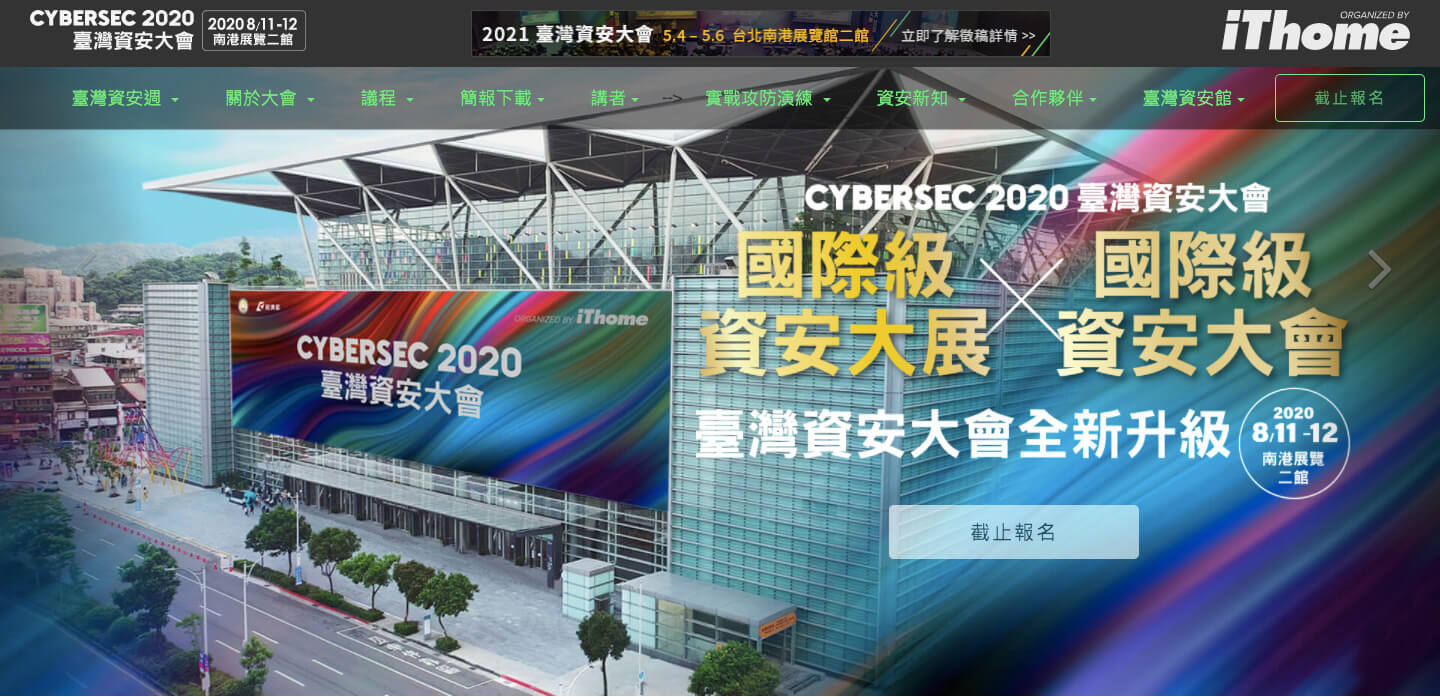 CYBERSEC 2020
臺灣資安大會
2020 8/11-12
南港展覽二館
2021 臺灣資安大會 5.4 – 5.6 台北南港展覽館二館 立即了解徵稿詳情 >>
ORGANIZED BY
iThome
臺灣資安週 關於大會 議程 簡報下載 講者 --> 實戰攻防演練 資安新知 合作夥伴 臺灣資安館 截止報名
CYBERSEC 2020 臺灣資安大會
國際級 國際級
資安大展 資安大會
臺灣資安大會全新升級
2020
8/11-12
南港展覽
二館
截止報名
ORGANIZED BY iThome
CYBERSEC 2020
臺灣資安大會